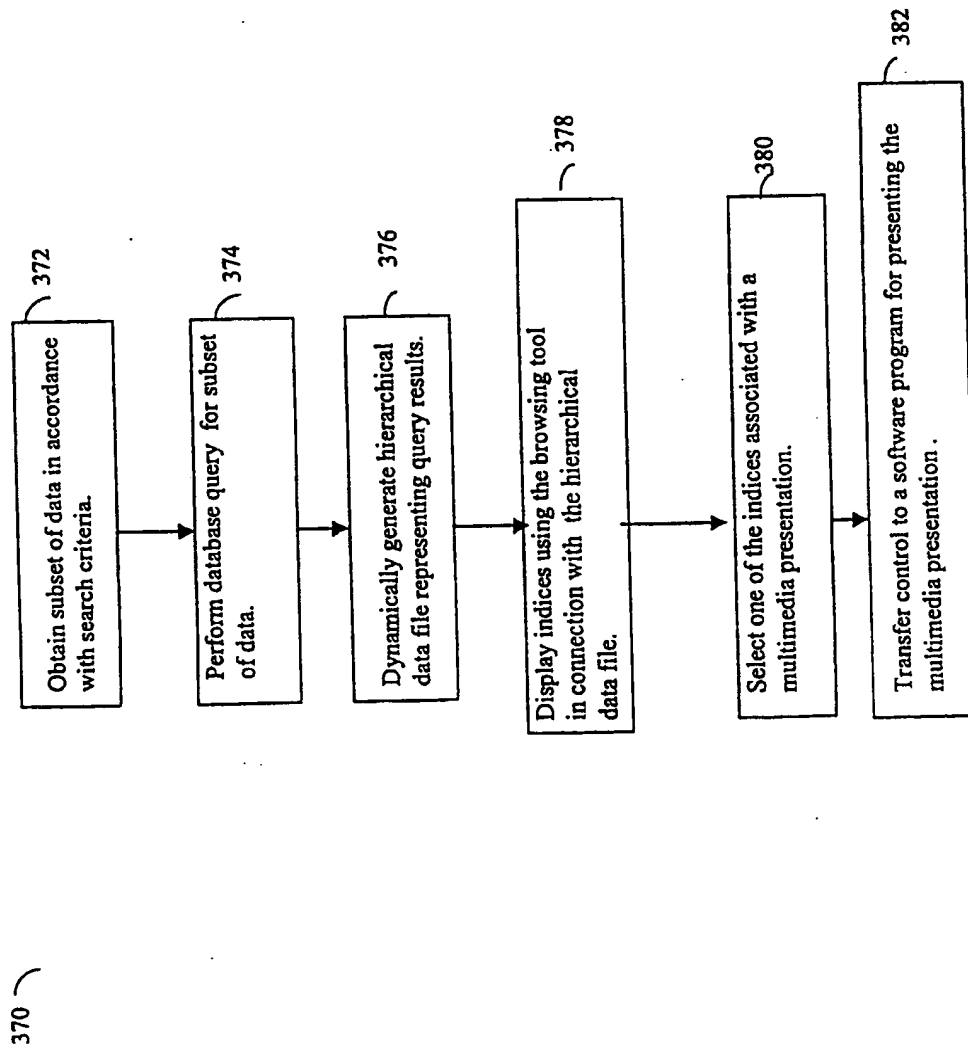 370
372
Obtain subset of data in accordance
with search criteria.
374
Perform database query for subset
of data.
376
Dynamically generate hierarchical
data file representing query results.
378
Display indices using the browsing tool
in connection with the hierarchical
data file.
380
Select one of the indices associated with a
multimedia presentation.
382
Transfer control to a software program for presenting the
multimedia presentation .